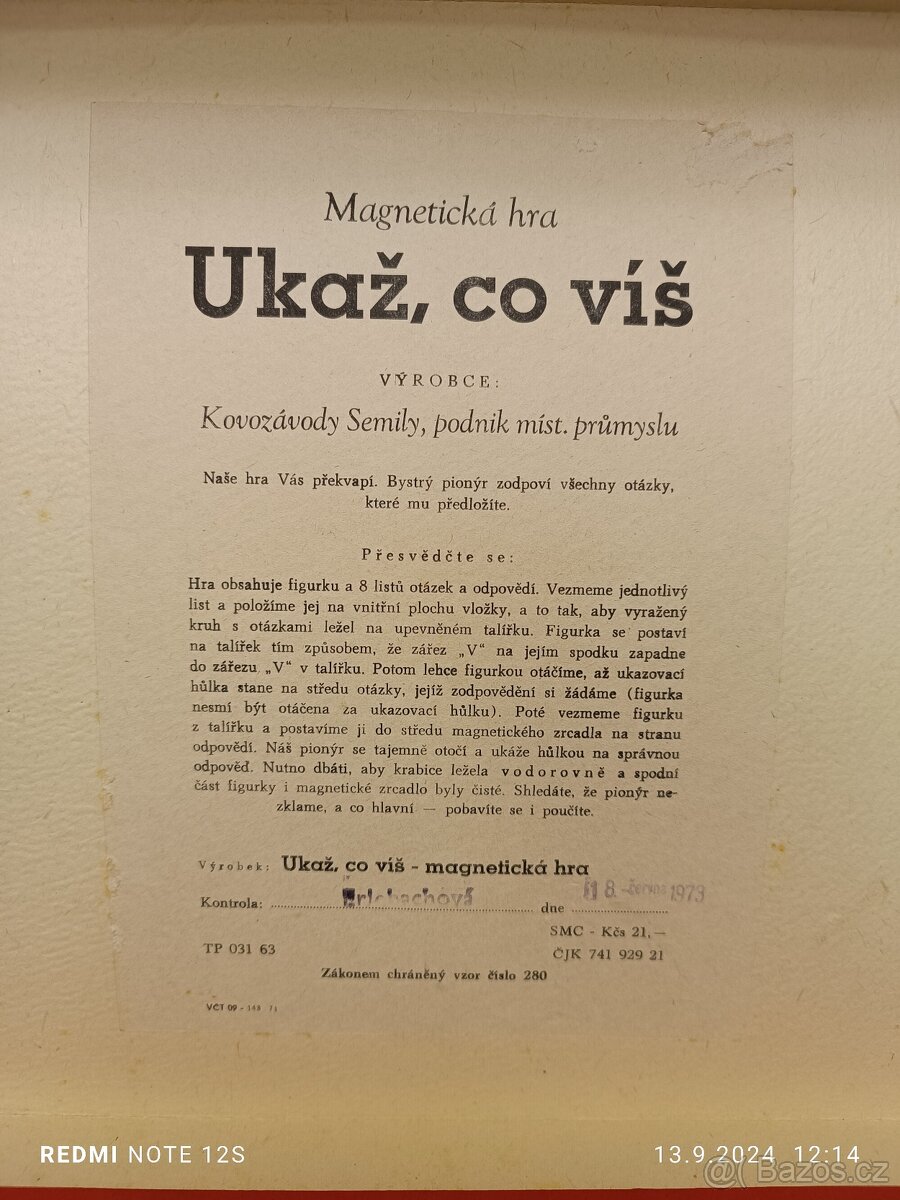 Magnetická hra
Ukaž, co víš
VÝROBCE:
Kovozávody Semily, podnik míst. průmyslu
Naše hra Vás překvapí. Bystrý pionýr zodpoví všechny otázky,
které mu předložíte.
Přesvědčte se:
Hra obsahuje figurku a 8 listů otázek a odpovědí. Vezmeme jednotlivý
list a položíme jej na vnitřní plochu vložky, a to tak, aby vyražený
kruh s otázkami ležel na upevněném talířku. Figurka se postaví
na talířek tím způsobem, že zářez „V" na jejím spodku zapadne
do zářezu „V" v talířku. Potom lehce figurkou otáčíme, až ukazovací
hůlka stane na středu otázky, jejíž zodpovědění si žádáme (figurka
nesmí být otáčena za ukazovací hůlku). Poté vezmeme figurku
z talířku a postavíme ji do středu magnetického zrcadla na stranu
odpovědí. Náš pionýr se tajemně otočí a ukáže hůlkou na správnou
odpověď. Nutno dbáti, aby krabice ležela vodorovně a spodní
část figurky i magnetické zrcadlo byly čisté. Shledáte, že pionýr ne-
zklame, a co hlavní — pobavíte se i poučíte.
Výrobek: Ukaž, co víš - magnetická hra
Kontrola: dne 18. června 1973
SMC - Kčs 21,—
TP 031 63 ČJK 741 929 21
Zákonem chráněný vzor číslo 280
VČT 09 -
REDMI NOTE 12S 13.9.2024 12:14
@ Bazoš.cz